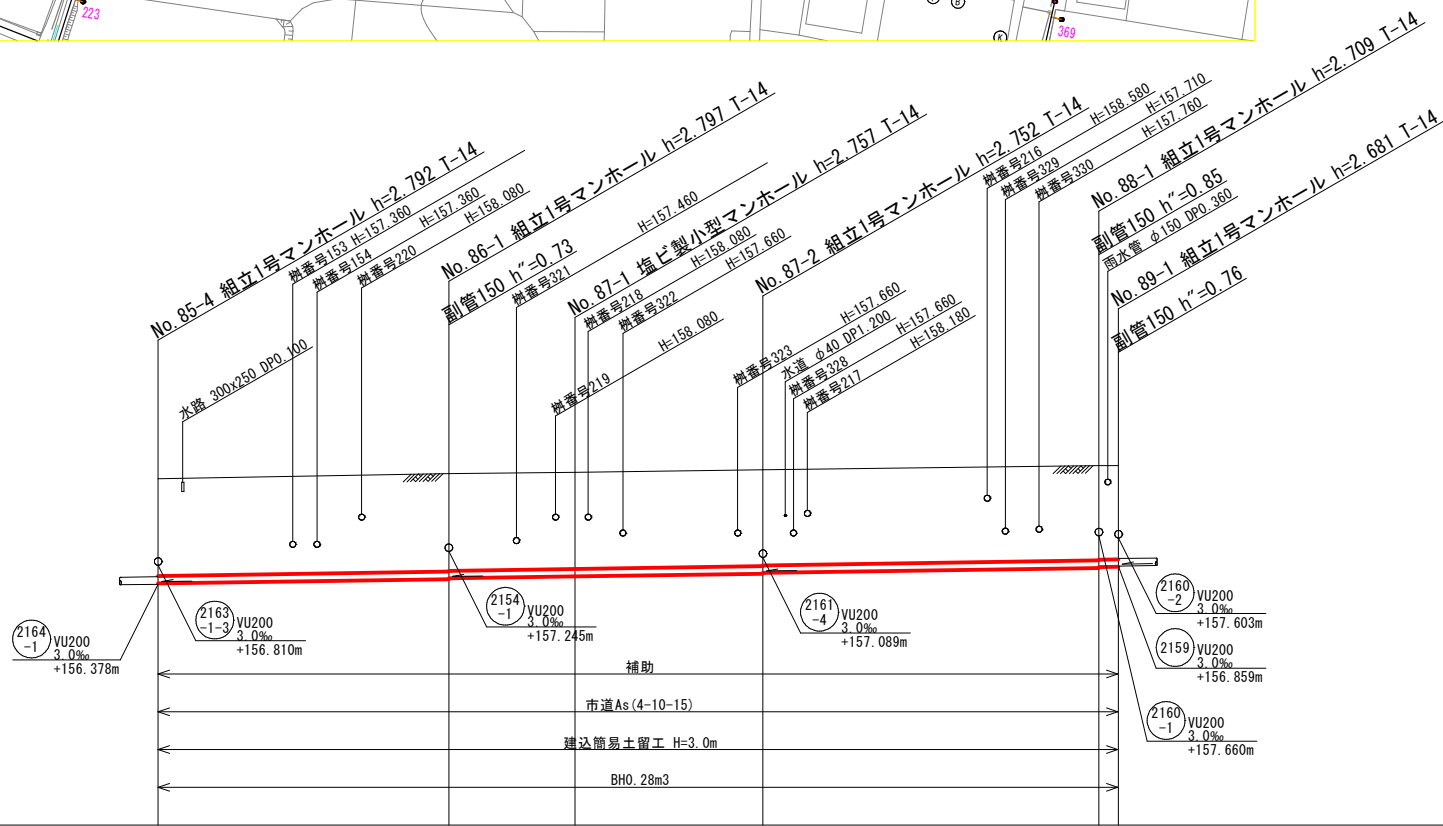 223
369
P
B
K
No.85-4 組立1号マンホール h=2.792 T-14
水路 300x250 DP0.100
桝番号153 H=157.360
桝番号154 H=157.360
桝番号220 H=158.080
No.86-1 組立1号マンホール h=2.797 T-14
副管150 h"=0.73
桝番号321 H=157.460
桝番号219 H=158.080
No.87-1 塩ビ製小型マンホール h=2.757 T-14
桝番号218 H=158.080
桝番号322 H=157.660
桝番号323 H=157.660
No.87-2 組立1号マンホール h=2.752 T-14
水道 φ40 DP1.200
桝番号328 H=157.660
桝番号217 H=158.180
桝番号216 H=158.580
桝番号329 H=157.710
桝番号330 H=157.760
No.88-1 組立1号マンホール h=2.709 T-14
副管150 h"=0.85
雨水管 φ150 DP0.360
No.89-1 組立1号マンホール h=2.681 T-14
副管150 h"=0.76
2164
-1
VU200
3.0‰
+156.378m
2163
-1-3
VU200
3.0‰
+156.810m
2154
-1
VU200
3.0‰
+157.245m
2161
-4
VU200
3.0‰
+157.089m
2160
-2
VU200
3.0‰
+157.603m
2159
VU200
3.0‰
+156.859m
2160
-1
VU200
3.0‰
+157.660m
補助
市道As(4-10-15)
建込簡易土留工 H=3.0m
BH0.28m3